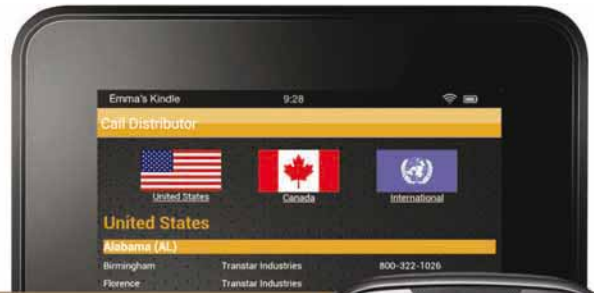 Emma's Kindle 9:28
Call Distributor
United States Canada International
United States
Alabama (AL)
Birmingham Transtar Industries 800-322-1026
Florence Transtar Industries